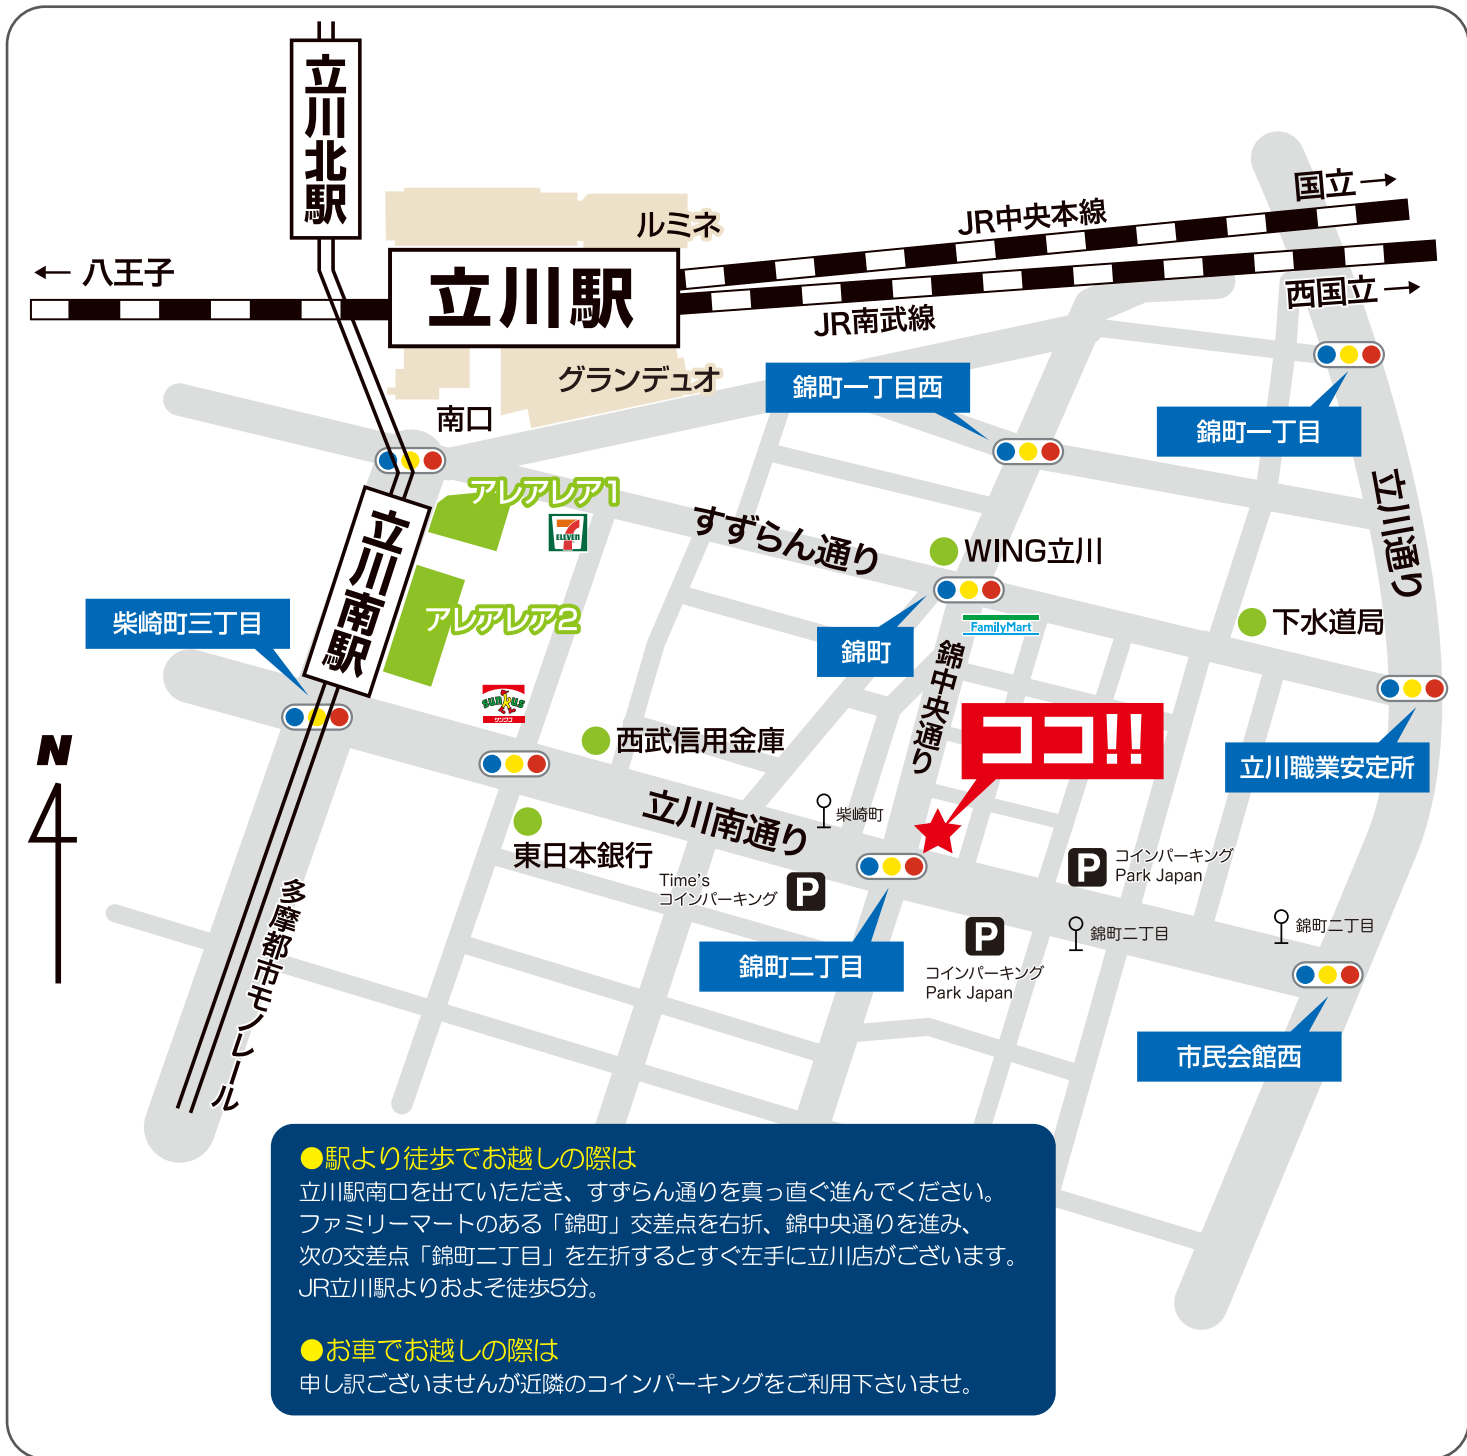 立川北駅
ルミネ
JR中央本線
国立→
←八王子
立川駅
JR南武線
西国立→
グランデュオ
南口
錦町一丁目西
錦町一丁目
立川通り
アレアレア1
7
ELEVEN
すずらん通り
WING立川
立川南駅
アレアレア2
柴崎町三丁目
錦町
FamilyMart
下水道局
錦中央通り
sunkus
サンクス
西武信用金庫
ココ!!
立川職業安定所
N
立川南通り
柴崎町
東日本銀行
Time's
コインパーキング
P
P
コインパーキング
Park Japan
多摩都市モノレール
錦町二丁目
P
コインパーキング
Park Japan
錦町二丁目
錦町二丁目
市民会館西
●駅より徒歩でお越しの際は
立川駅南口を出ていただき、すずらん通りを真っ直ぐ進んでください。
ファミリーマートのある「錦町」交差点を右折、錦中央通りを進み、
次の交差点「錦町二丁目」を左折するとすぐ左手に立川店がございます。
JR立川駅よりおよそ徒歩5分。
●お車でお越しの際は
申し訳ございませんが近隣のコインパーキングをご利用下さいませ。